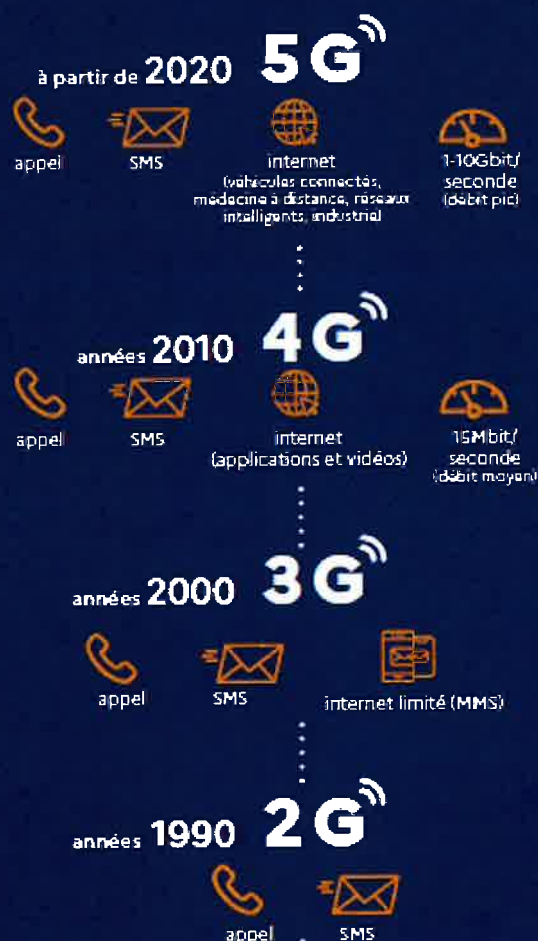 à partir de 2020 5G
appel
SMS
internet
(véhicules connectés,
médecine à distance, réseaux
intelligents, industrie)
1-10Gbit/
seconde
(débit pic)
années 2010 4G
appel
SMS
internet
(applications et vidéos)
15Mbit/
seconde
(débit moyen)
années 2000 3G
appel
SMS
internet limité (MMS)
années 1990 2G
appel
SMS